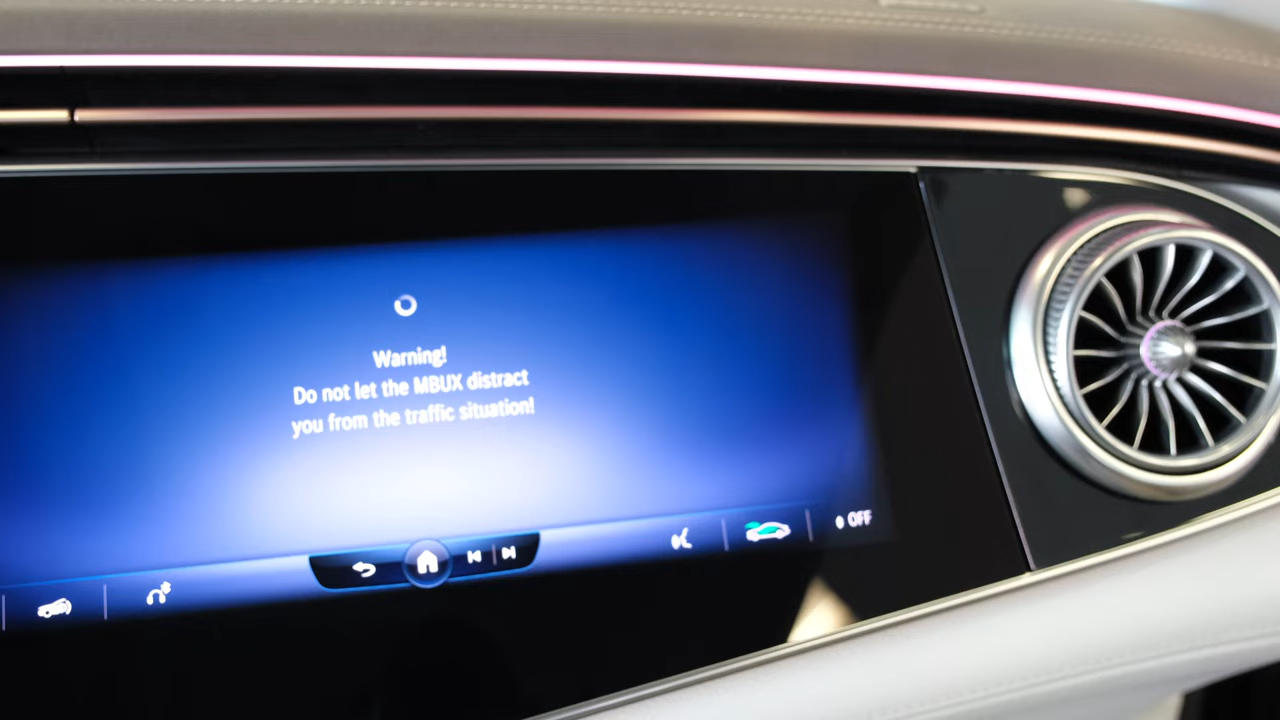 Warning!
Do not let the MBUX distract
you from the traffic situation!
OFF